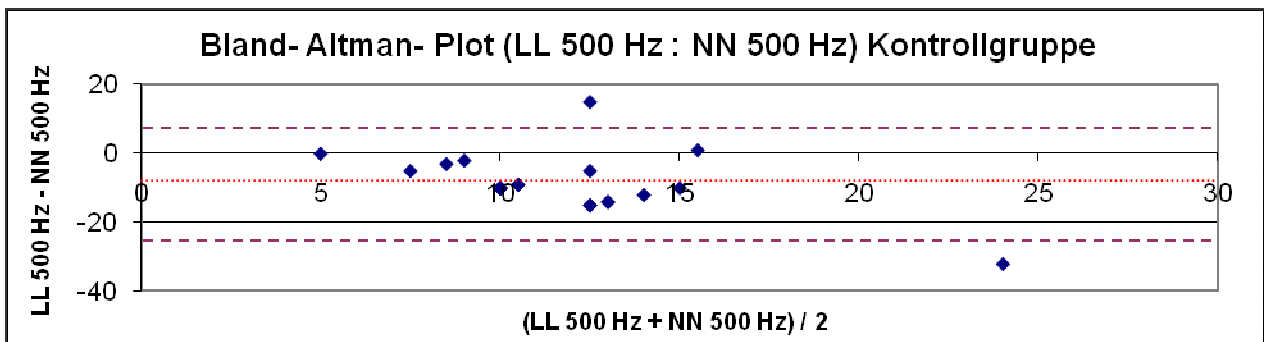 Bland- Altman- Plot (LL 500 Hz : NN 500 Hz) Kontrollgruppe
LL 500 Hz - NN 500 Hz
20
0
-20
-40
0 5 10 15 20 25 30
(LL 500 Hz + NN 500 Hz) / 2